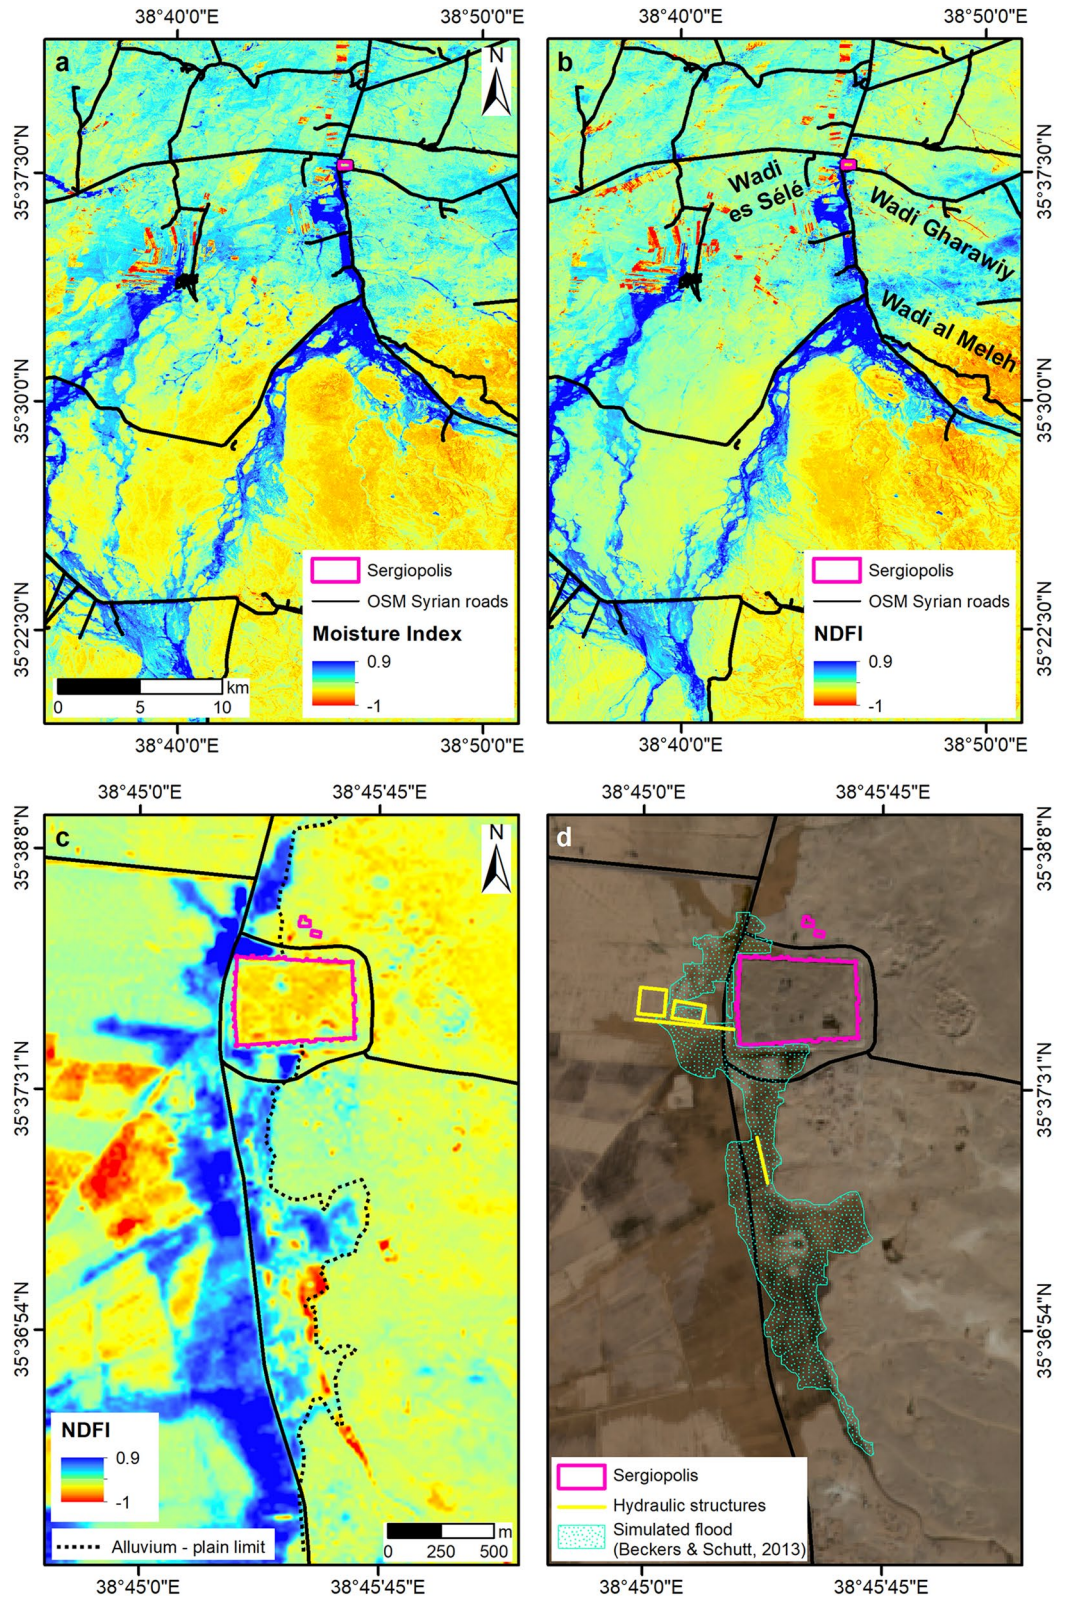 38°40'0"E 38°50'0"E 38°40'0"E 38°50'0"E
a
N
b
35°37'30"N
35°30'0"N
35°22'30"N
Wadi
es Sélé
Wadi Gharawiy
Wadi al Meleh
35°37'30"N
35°30'0"N
35°22'30"N
Sergiopolis
OSM Syrian roads
Moisture Index
0.9
-1
km
0 5 10
Sergiopolis
OSM Syrian roads
NDFI
0.9
-1
38°40'0"E 38°50'0"E 38°40'0"E 38°50'0"E
38°45'0"E 38°45'45"E 38°45'0"E 38°45'45"E
c
N
d
35°38'8"N
35°37'31"N
35°36'54"N
35°38'8"N
35°37'31"N
35°36'54"N
NDFI
0.9
-1
Alluvium - plain limit
m
0 250 500
Sergiopolis
Hydraulic structures
Simulated flood
(Beckers & Schutt, 2013)
38°45'0"E 38°45'45"E 38°45'0"E 38°45'45"E